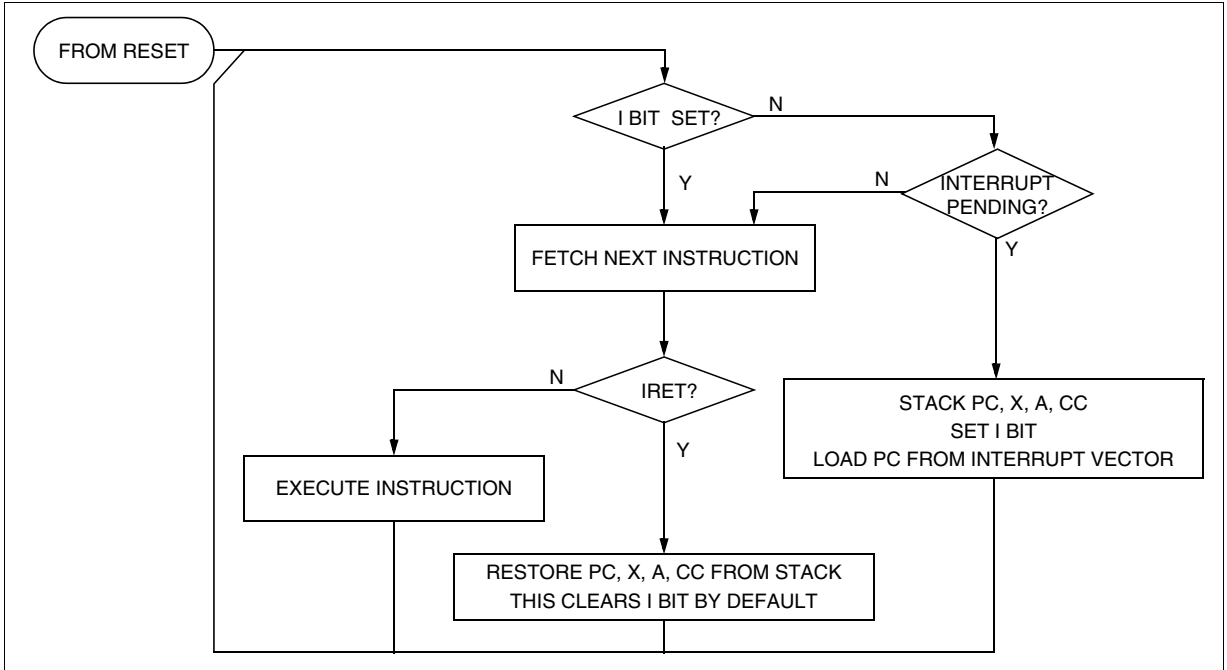 FROM RESET
I BIT SET?
N
Y
N
INTERRUPT
PENDING?
Y
FETCH NEXT INSTRUCTION
N
IRET?
Y
STACK PC, X, A, CC
SET I BIT
LOAD PC FROM INTERRUPT VECTOR
EXECUTE INSTRUCTION
RESTORE PC, X, A, CC FROM STACK
THIS CLEARS I BIT BY DEFAULT